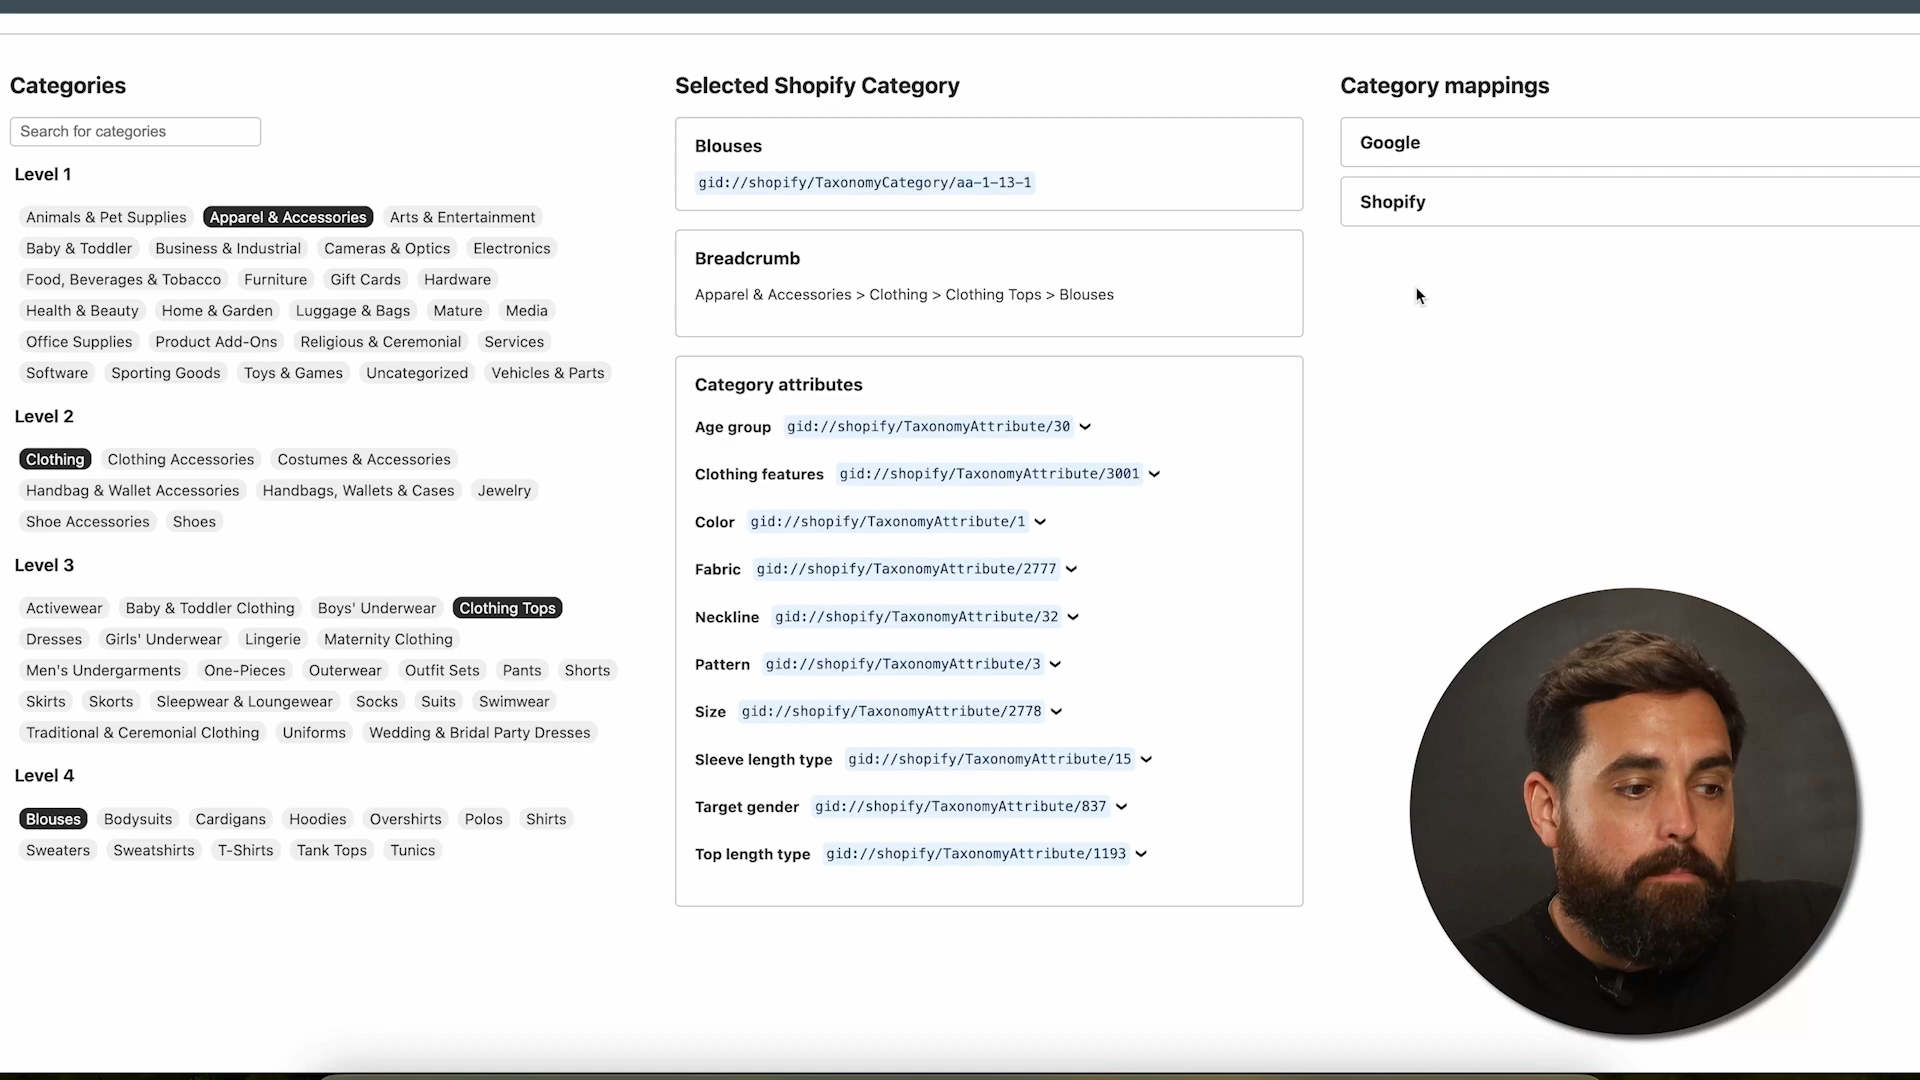 Categories
Search for categories
Level 1
Animals & Pet Supplies Apparel & Accessories Arts & Entertainment
Baby & Toddler Business & Industrial Cameras & Optics Electronics
Food, Beverages & Tobacco Furniture Gift Cards Hardware
Health & Beauty Home & Garden Luggage & Bags Mature Media
Office Supplies Product Add-Ons Religious & Ceremonial Services
Software Sporting Goods Toys & Games Uncategorized Vehicles & Parts
Level 2
Clothing Clothing Accessories Costumes & Accessories
Handbag & Wallet Accessories Handbags, Wallets & Cases Jewelry
Shoe Accessories Shoes
Level 3
Activewear Baby & Toddler Clothing Boys' Underwear Clothing Tops
Dresses Girls' Underwear Lingerie Maternity Clothing
Men's Undergarments One-Pieces Outerwear Outfit Sets Pants Shorts
Skirts Skorts Sleepwear & Loungewear Socks Suits Swimwear
Traditional & Ceremonial Clothing Uniforms Wedding & Bridal Party Dresses
Level 4
Blouses Bodysuits Cardigans Hoodies Overshirts Polos Shirts
Sweaters Sweatshirts T-Shirts Tank Tops Tunics
Selected Shopify Category
Blouses
gid://shopify/TaxonomyCategory/aa-1-13-1
Breadcrumb
Apparel & Accessories > Clothing > Clothing Tops > Blouses
Category attributes
Age group gid://shopify/TaxonomyAttribute/30
Clothing features gid://shopify/TaxonomyAttribute/3001
Color gid://shopify/TaxonomyAttribute/1
Fabric gid://shopify/TaxonomyAttribute/2777
Neckline gid://shopify/TaxonomyAttribute/32
Pattern gid://shopify/TaxonomyAttribute/3
Size gid://shopify/TaxonomyAttribute/2778
Sleeve length type gid://shopify/TaxonomyAttribute/15
Target gender gid://shopify/TaxonomyAttribute/837
Top length type gid://shopify/TaxonomyAttribute/1193
Category mappings
Google
Shopify